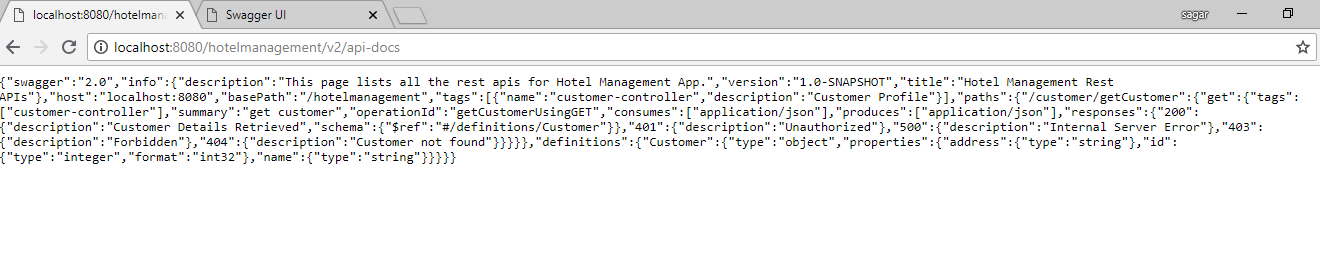 localhost:8080/hotelman
Swagger UI
sagar
localhost:8080/hotelmanagement/v2/api-docs
{"swagger":"2.0","info":{"description":"This page lists all the rest apis for Hotel Management App.","version":"1.0-SNAPSHOT","title":"Hotel Management Rest
APIs"},"host":"localhost:8080","basePath":"/hotelmanagement","tags":[{"name":"customer-controller","description":"Customer Profile"}],"paths":{"/customer/getCustomer":{"get":{"tags":
["customer-controller"],"summary":"get customer","operationId":"getCustomerUsingGET","consumes":["application/json"],"produces":["application/json"],"responses":{"200":
{"description":"Customer Details Retrieved","schema":{"$ref":"#/definitions/Customer"}},"401":{"description":"Unauthorized"},"500":{"description":"Internal Server Error"},"403":
{"description":"Forbidden"},"404":{"description":"Customer not found"}}}}},"definitions":{"Customer":{"type":"object","properties":{"address":{"type":"string"},"id":
{"type":"integer","format":"int32"},"name":{"type":"string"}}}}}